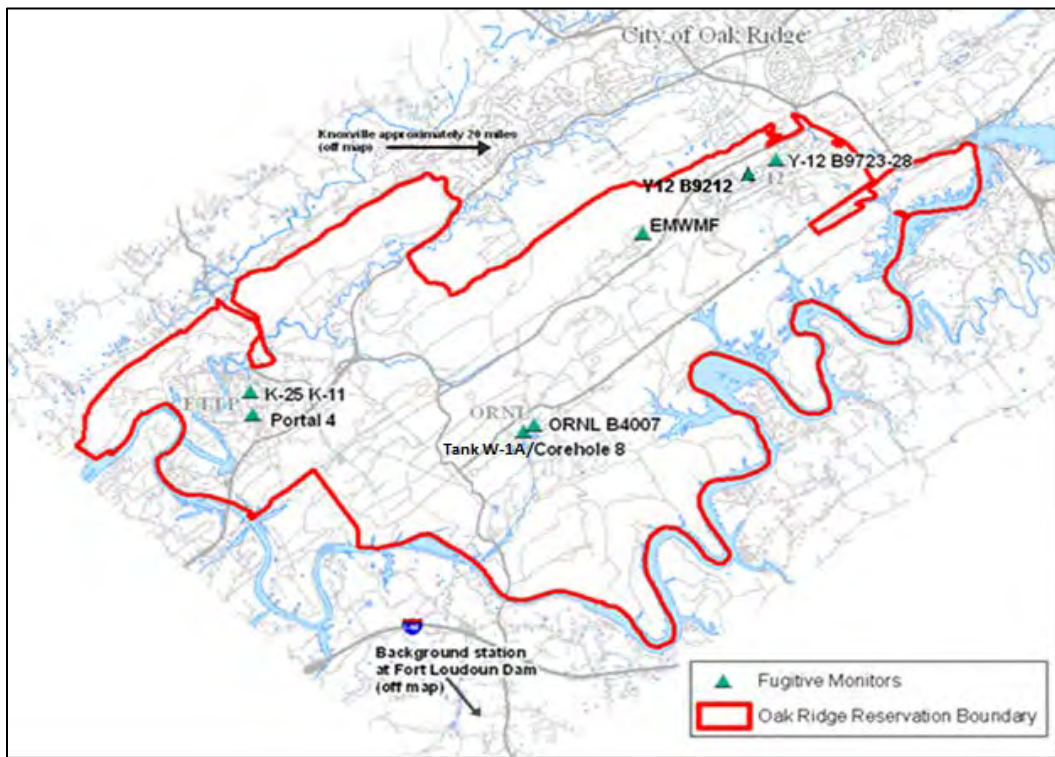 City of Oak Ridge
Knoxville approximately 20 miles
(off map)
Y-12 B9723-28
Y12 B9212
12
EMWMF
K-25 K-11
ETTP
Portal 4
ORNL
ORNL B4007
Tank W-1A/Corehole 8
Background station
at Fort Loudoun Dam
(off map)
Fugitive Monitors
Oak Ridge Reservation Boundary